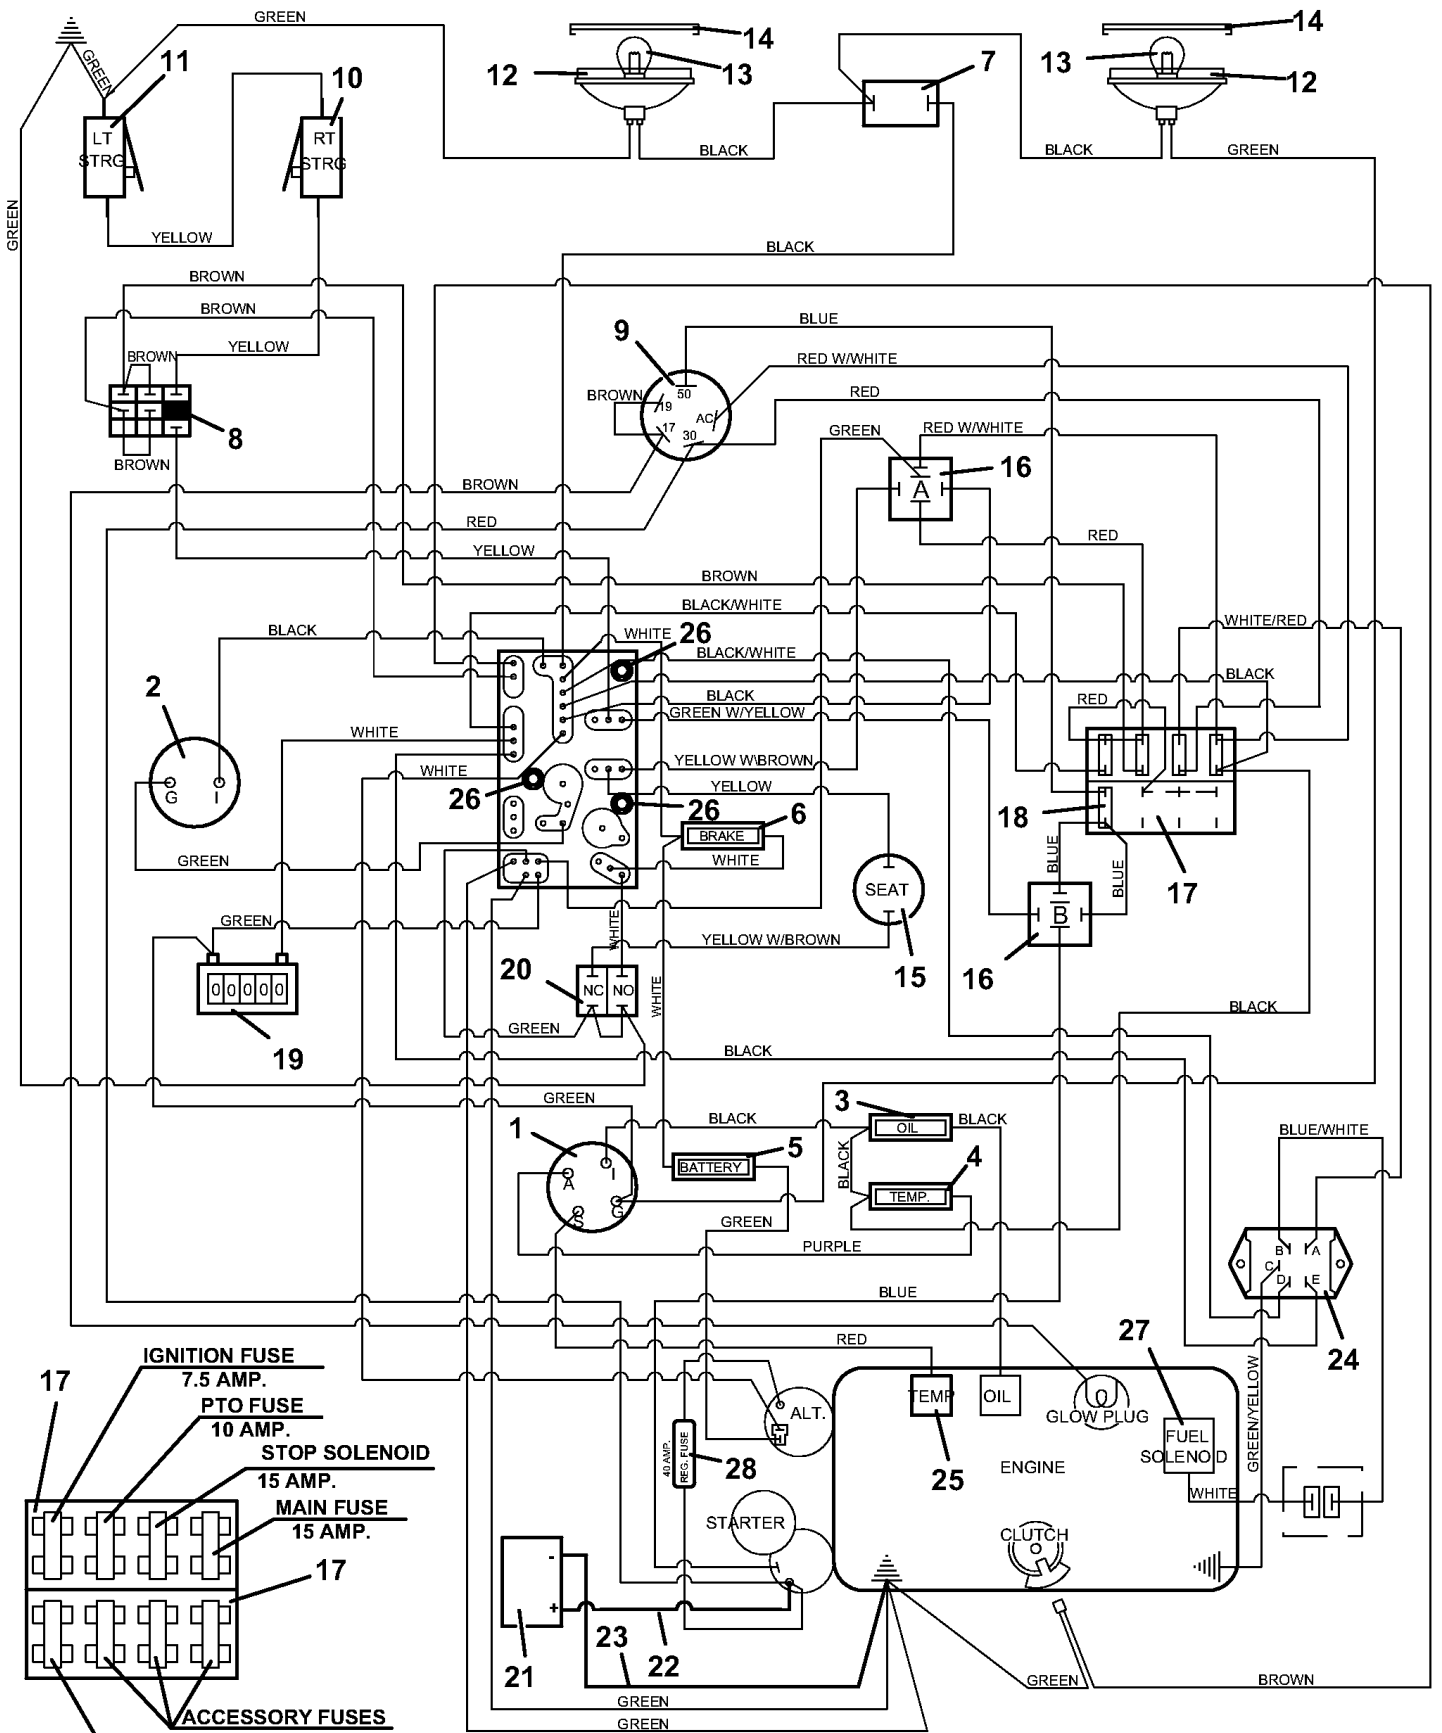 GREEN
14
14
GREEN
11
10
12
13
7
13
12
LT
STRG
RT
STRG
BLACK
BLACK
GREEN
GREEN
YELLOW
BLACK
BROWN
BROWN
BLUE
9
YELLOW
BROWN
RED W/WHITE
50
BROWN
19
AC
RED
17
30
GREEN
RED W/WHITE
8
BROWN
16
A
BROWN
RED
RED
YELLOW
BROWN
BLACK/WHITE
WHITE/RED
BLACK
WHITE
26
BLACK/WHITE
2
BLACK
BLACK
RED
GREEN W/YELLOW
WHITE
YELLOW W\BROWN
WHITE
YELLOW
G
I
26
26
6
18
BRAKE
WHITE
GREEN
BLUE
BLUE
17
SEAT
B
GREEN
WHITE
YELLOW W/BROWN
15
16
20
NC
NO
00000
WHITE
BLACK
GREEN
19
BLACK
GREEN
3
BLACK
BLACK
1
OIL
BLUE/WHITE
5
BATTERY
4
A
I
BLACK
TEMP.
S
G
GREEN
PURPLE
B
A
C
D
E
BLUE
24
RED
27
IGNITION FUSE
7.5 AMP.
17
PTO FUSE
10 AMP.
TEMP
OIL
ALT.
GLOW PLUG
GREEN/YELLOW
FUEL
SOLENOID
STOP SOLENOID
15 AMP.
40 AMP.
REG. FUSE
28
25
ENGINE
WHITE
MAIN FUSE
15 AMP.
STARTER
CLUTCH
-
17
+
23
22
21
GREEN
BROWN
GREEN
ACCESSORY FUSES
GREEN